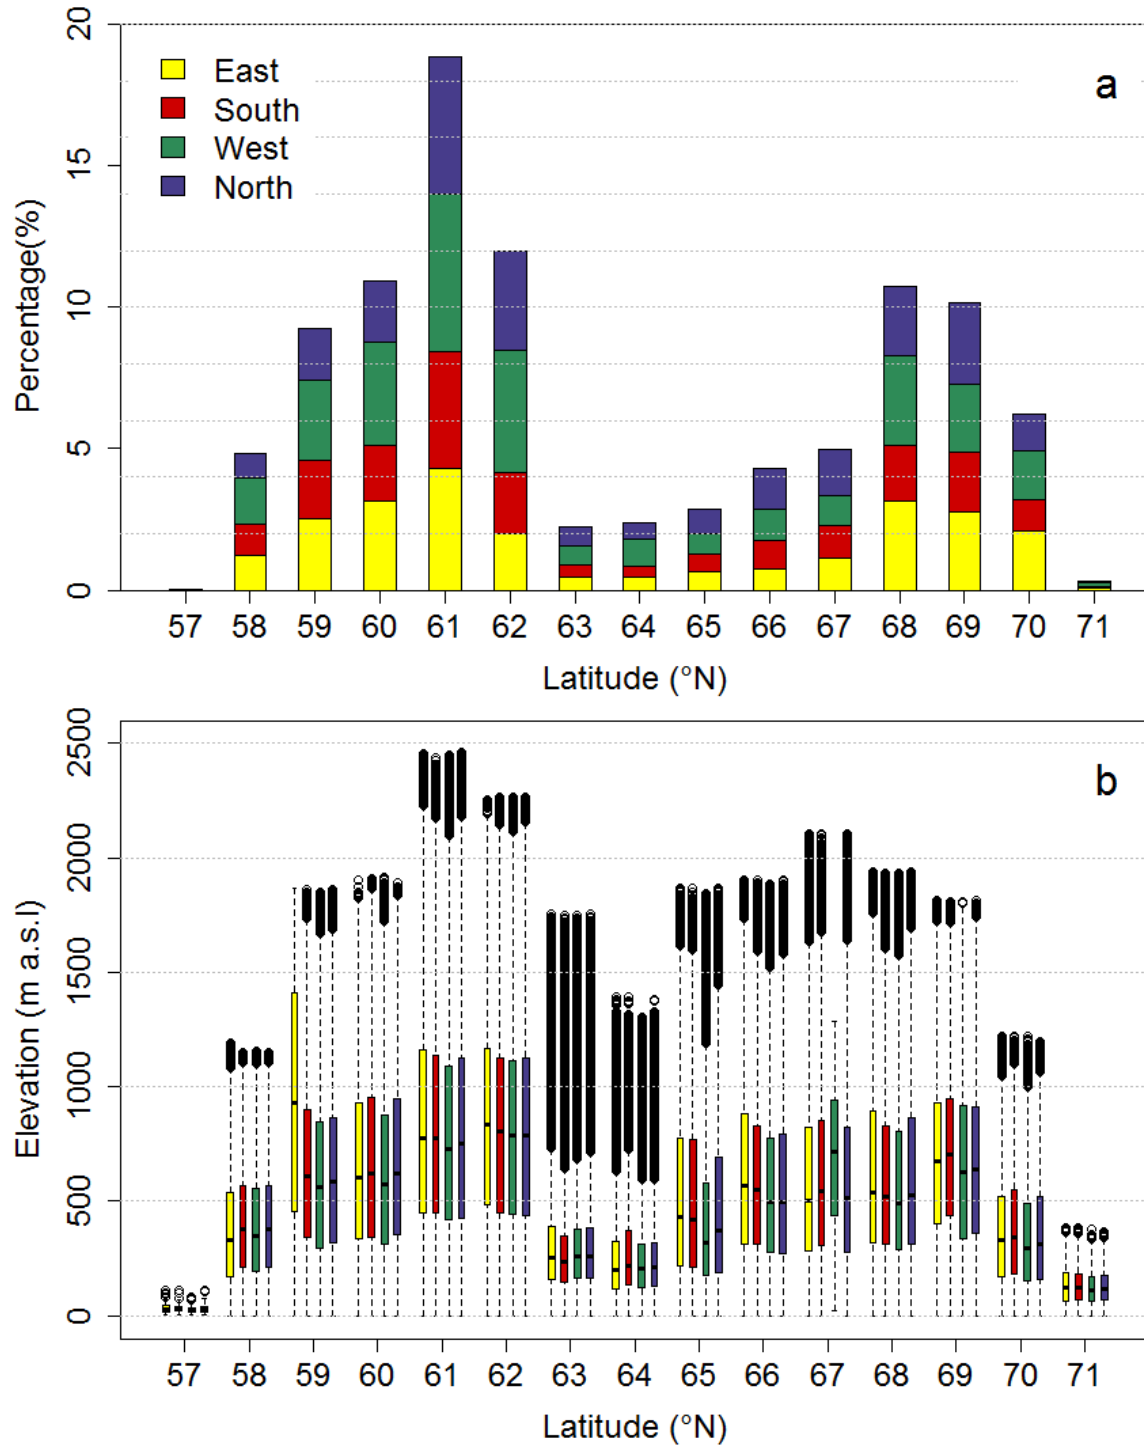 a
East
South
West
North
20
15
10
5
0
Percentage(%)
57 58 59 60 61 62 63 64 65 66 67 68 69 70 71
Latitude (°N)
b
2500
2000
1500
1000
500
0
Elevation (m a.s.l)
57 58 59 60 61 62 63 64 65 66 67 68 69 70 71
Latitude (°N)